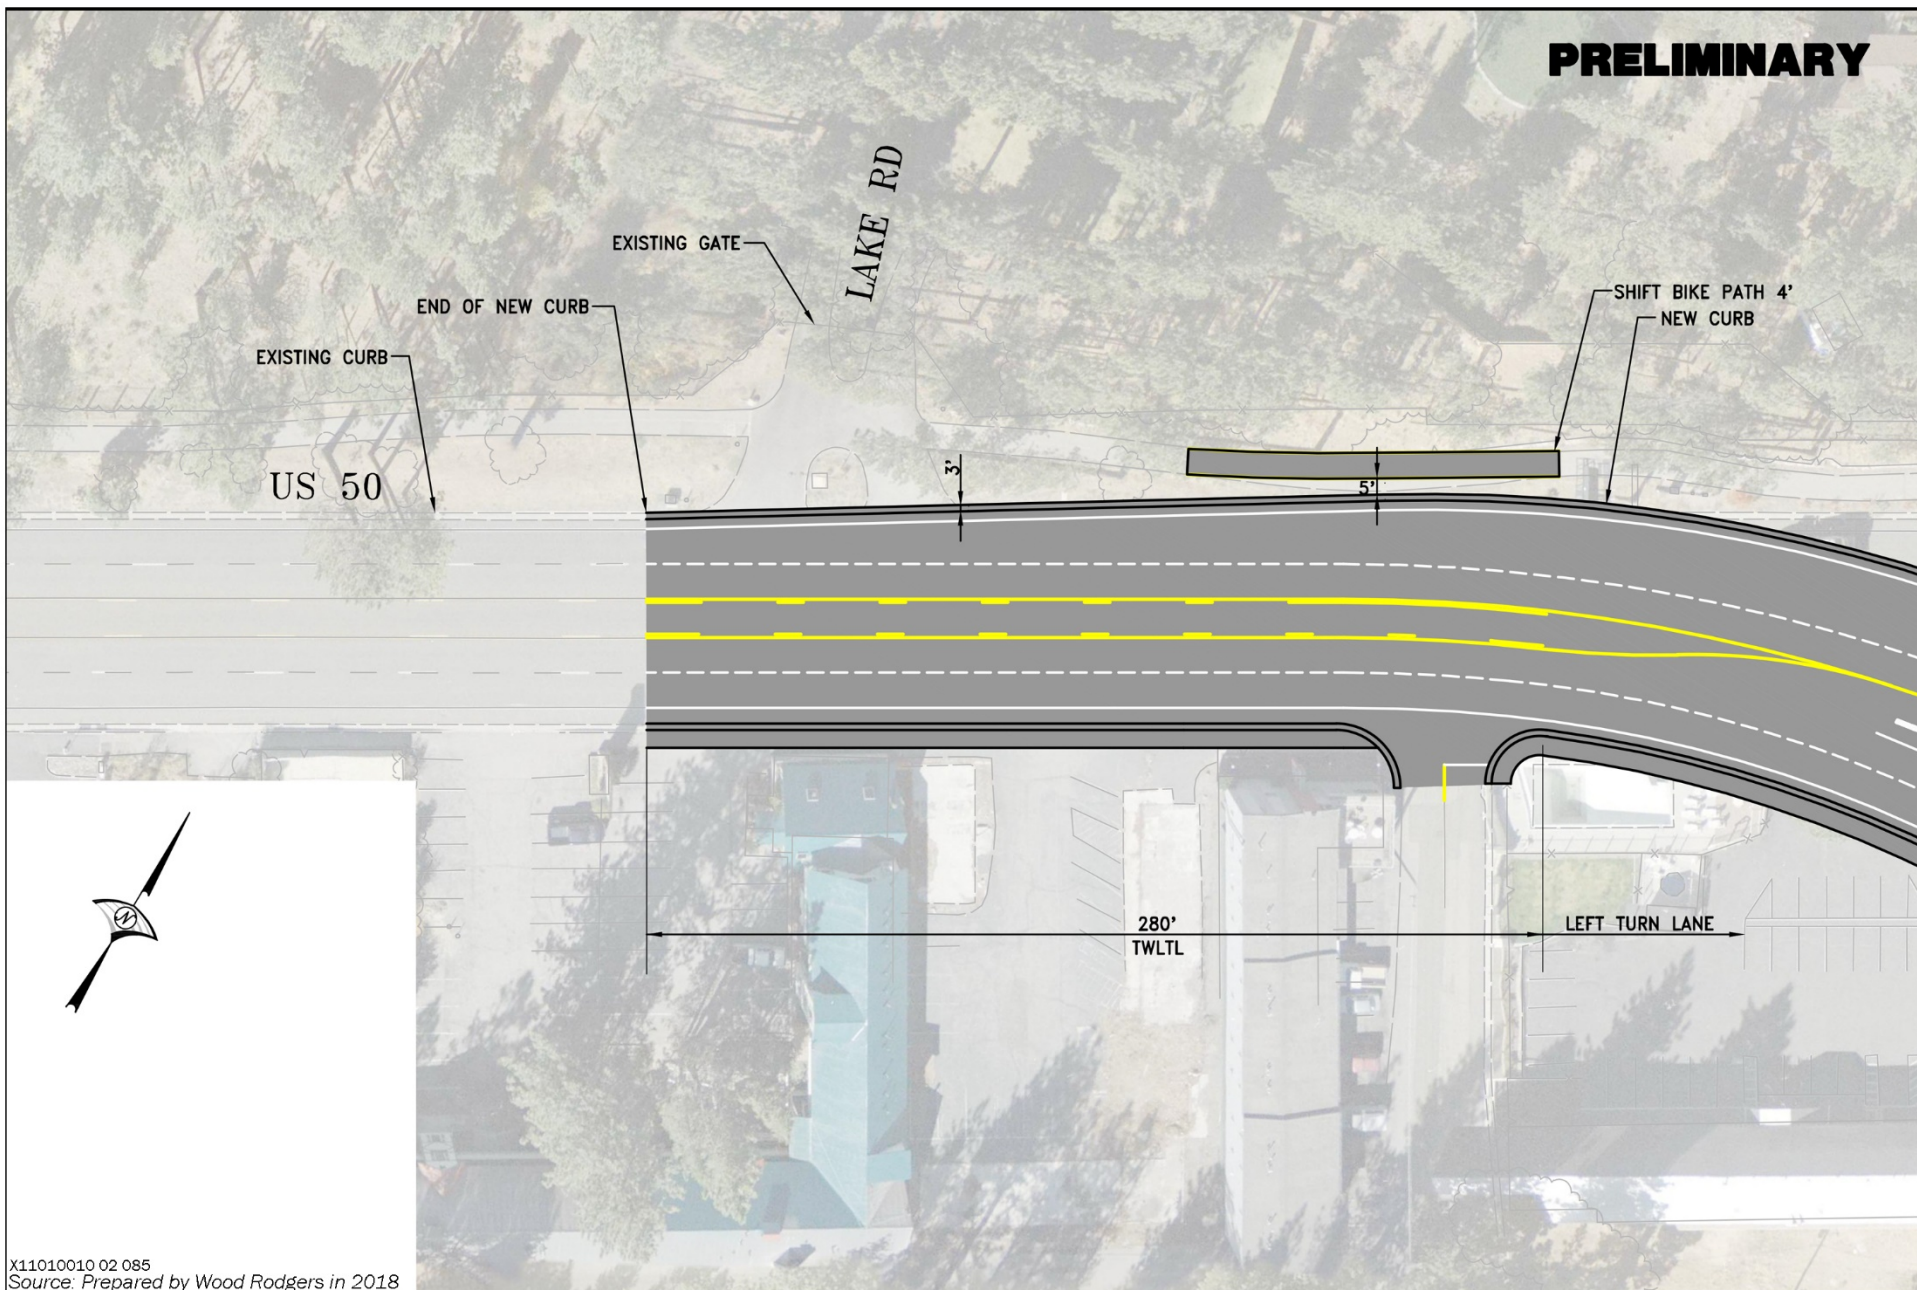 PRELIMINARY
LAKE RD
EXISTING GATE
SHIFT BIKE PATH 4'
END OF NEW CURB
NEW CURB
EXISTING CURB
3'
US 50
5'
280'
TWLTL
LEFT TURN LANE
N
X11010010 02 085
Source: Prepared by Wood Rodgers in 2018